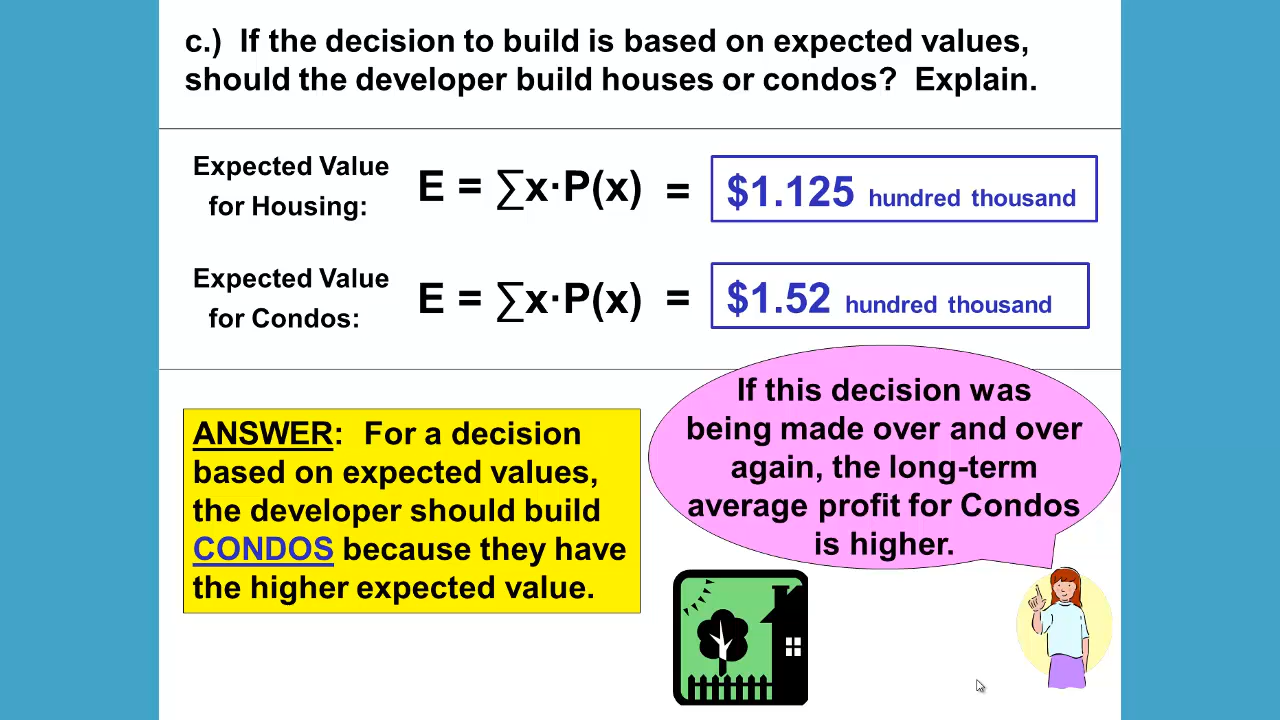 c.) If the decision to build is based on expected values,
should the developer build houses or condos? Explain.
Expected Value
for Housing:
E = ∑x·P(x) = $1.125 hundred thousand
Expected Value
for Condos:
E = ∑x·P(x) = $1.52 hundred thousand
ANSWER: For a decision
based on expected values,
the developer should build
CONDOS because they have
the higher expected value.
If this decision was
being made over and over
again, the long-term
average profit for Condos
is higher.